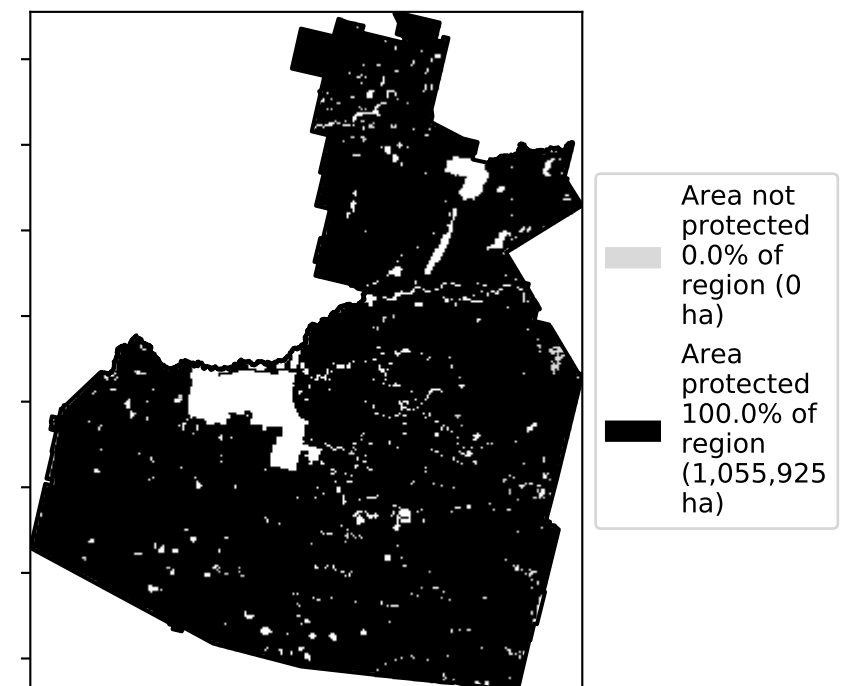 Area not
protected
0.0% of
region (0
ha)
Area
protected
100.0% of
region
(1,055,925
ha)